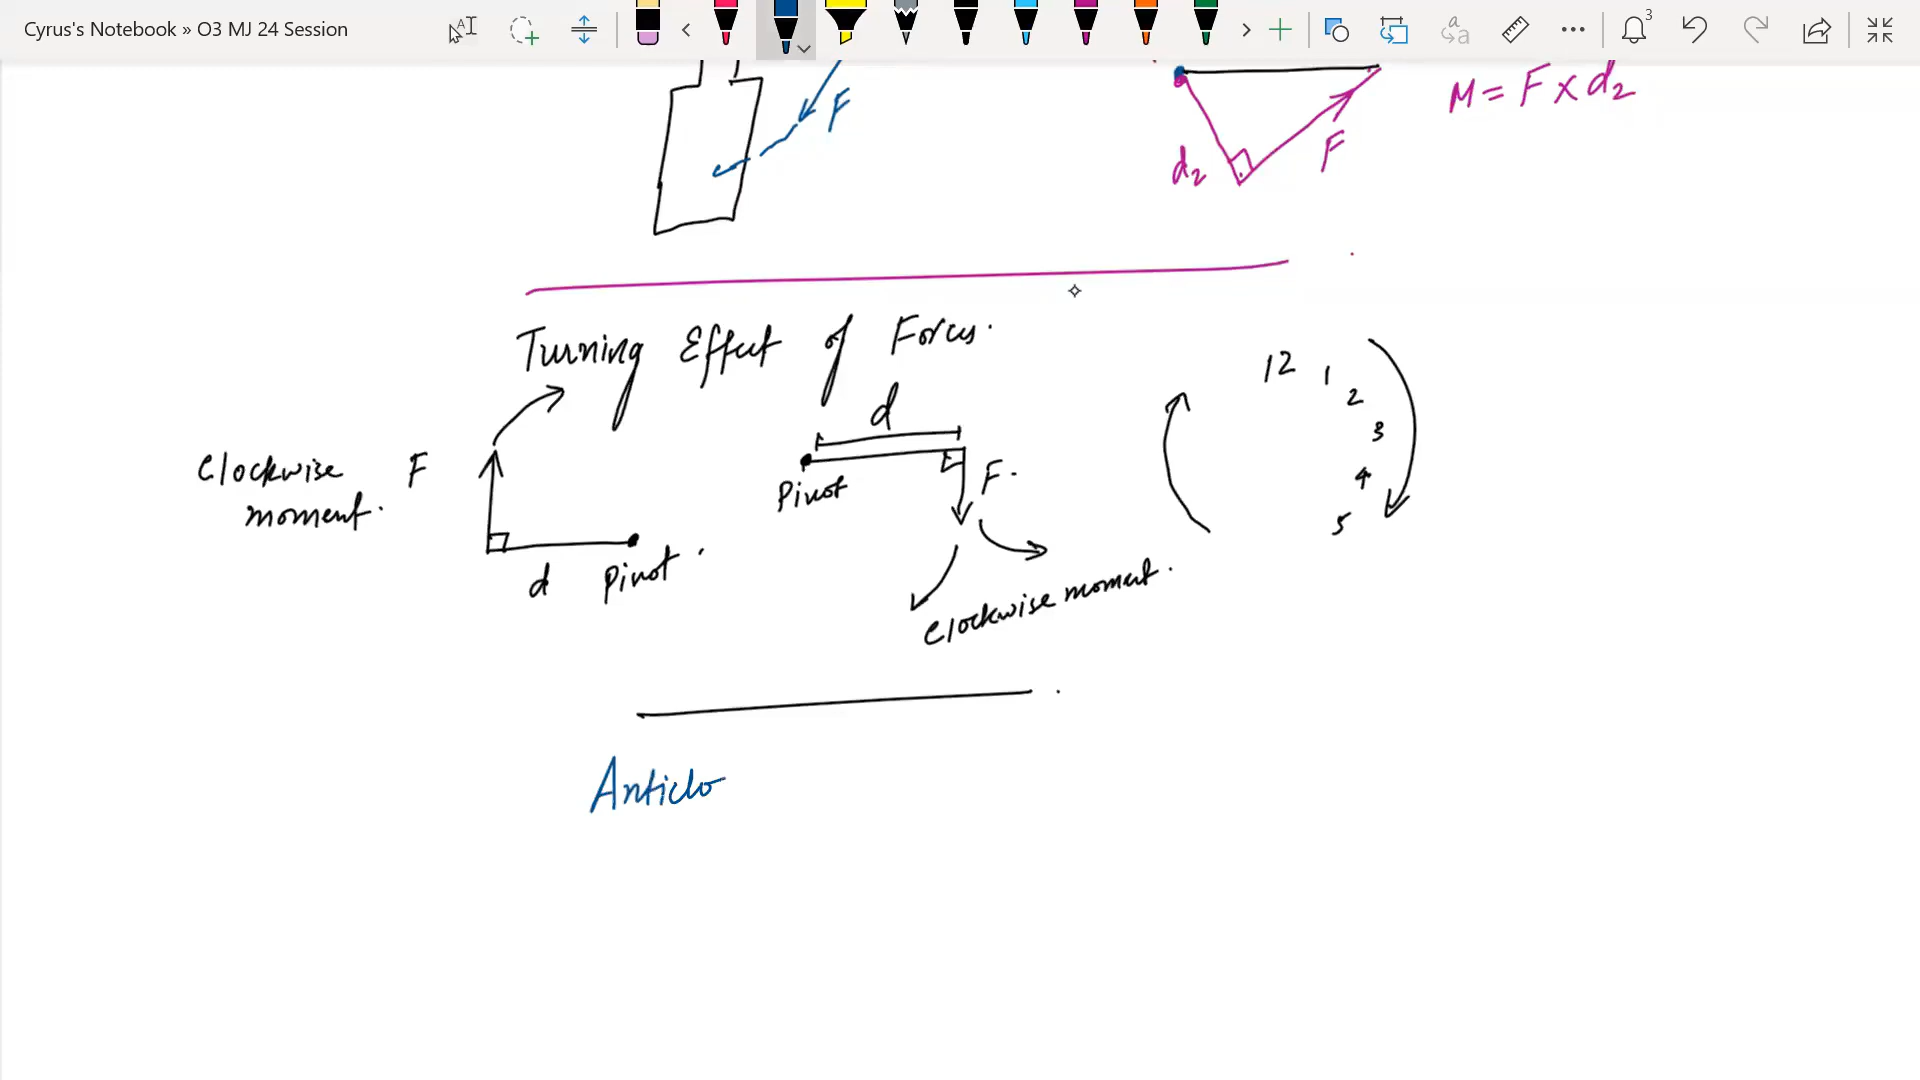 Cyrus's Notebook » O3 MJ 24 Session
3
F
M = F x d2
d2
F
Turning Effect of Forces.
Clockwise
moment.
F
d
Pivot
d
Pivot
F.
Clockwise moment.
12
1
2
3
4
5
Anticlo